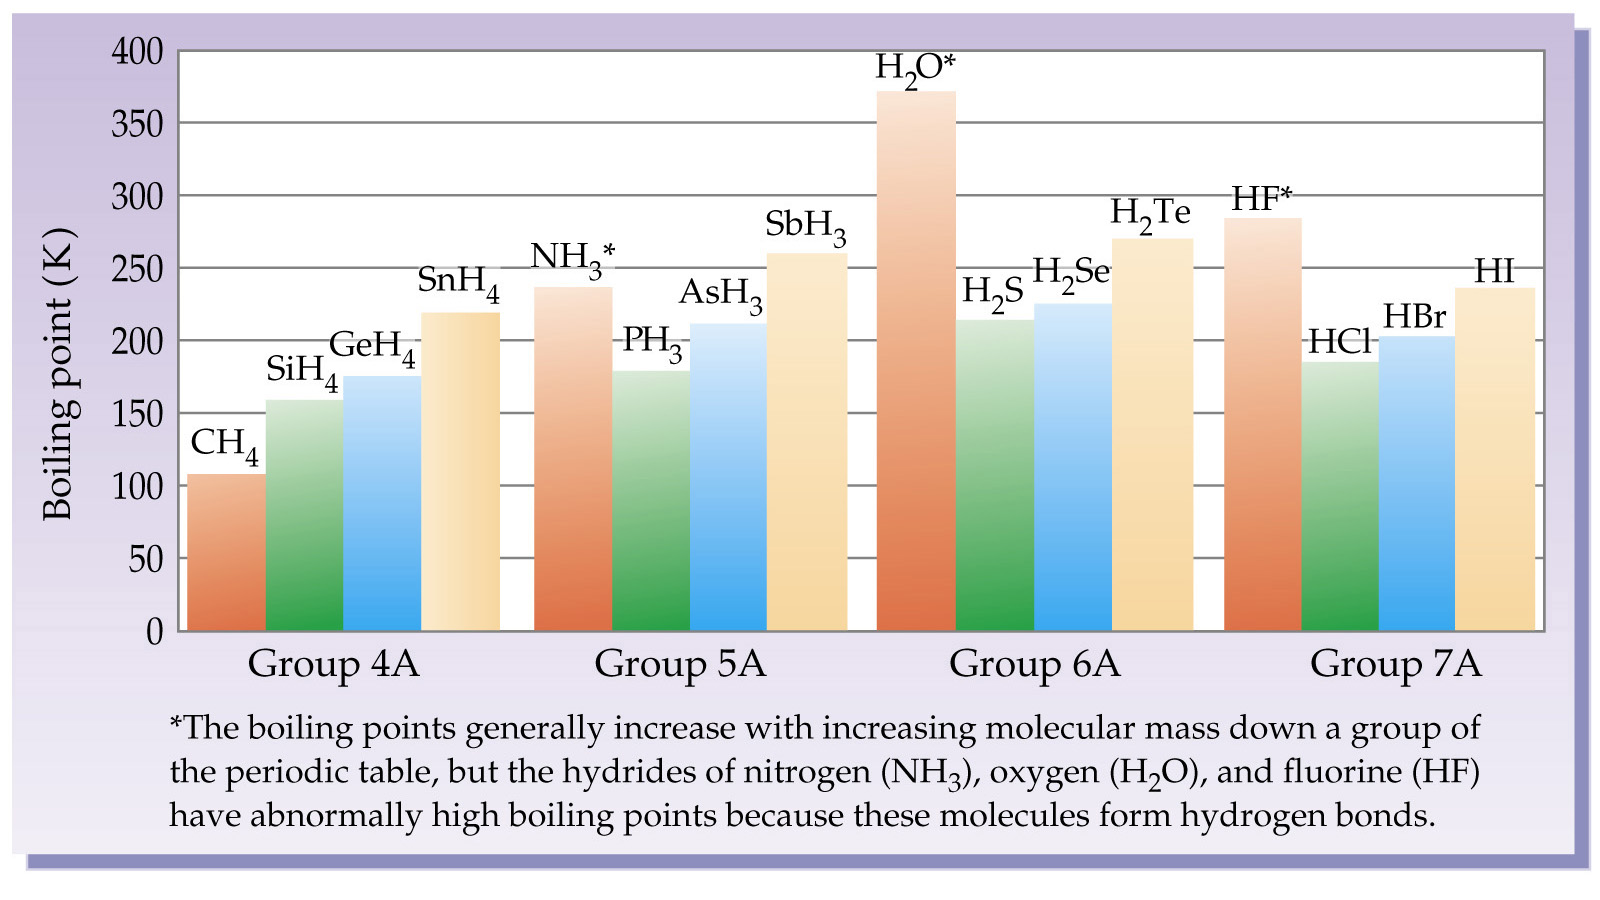 Boiling point (K)
400
350
300
250
200
150
100
50
0
CH₄
SiH₄
GeH₄
SnH₄
NH₃*
PH₃
AsH₃
SbH₃
H₂O*
H₂S
H₂Se
H₂Te
HF*
HCl
HBr
HI
Group 4A
Group 5A
Group 6A
Group 7A
*The boiling points generally increase with increasing molecular mass down a group of
the periodic table, but the hydrides of nitrogen (NH₃), oxygen (H₂O), and fluorine (HF)
have abnormally high boiling points because these molecules form hydrogen bonds.